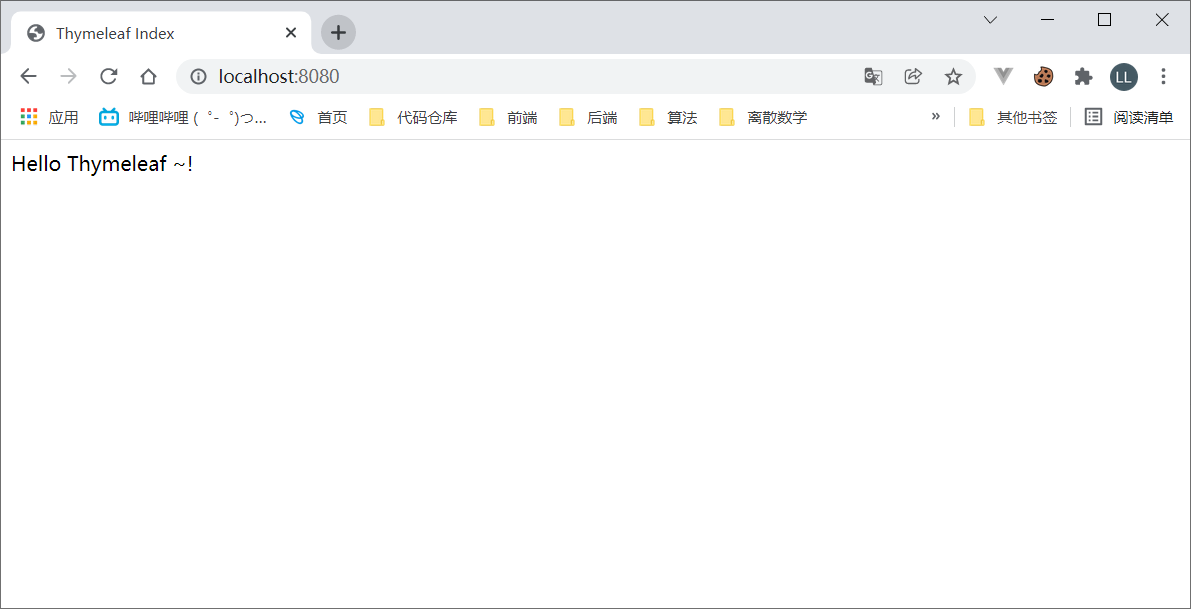 Thymeleaf Index
localhost:8080
LL
应用 哔哩哔哩 (゜-゜)つ... 首页 代码仓库 前端 后端 算法 离散数学 » 其他书签 阅读清单
Hello Thymeleaf ~!